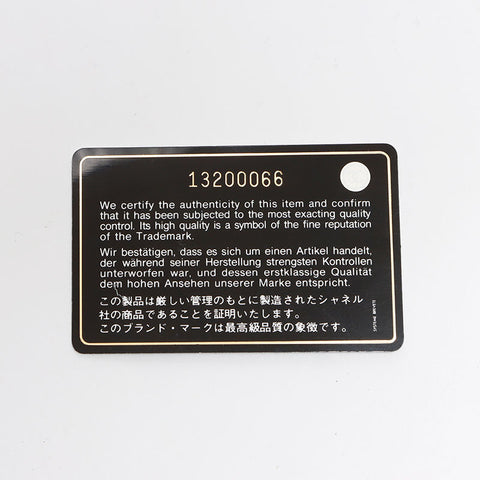 13200066
We certify the authenticity of this item and confirm
that it has been subjected to the most exacting quality
control. Its high quality is a symbol of the fine reputation
of the Trademark.
Wir bestätigen, dass es sich um einen Artikel handelt,
der während seiner Herstellung strengsten Kontrollen
unterworfen war, und dessen erstklassige Qualität
dem hohen Ansehen unserer Marke entspricht.
この製品は厳しい管理のもとに製造されたシャネル
社の商品であることを証明いたします。
このブランド・マークは最高級品質の象徴です。